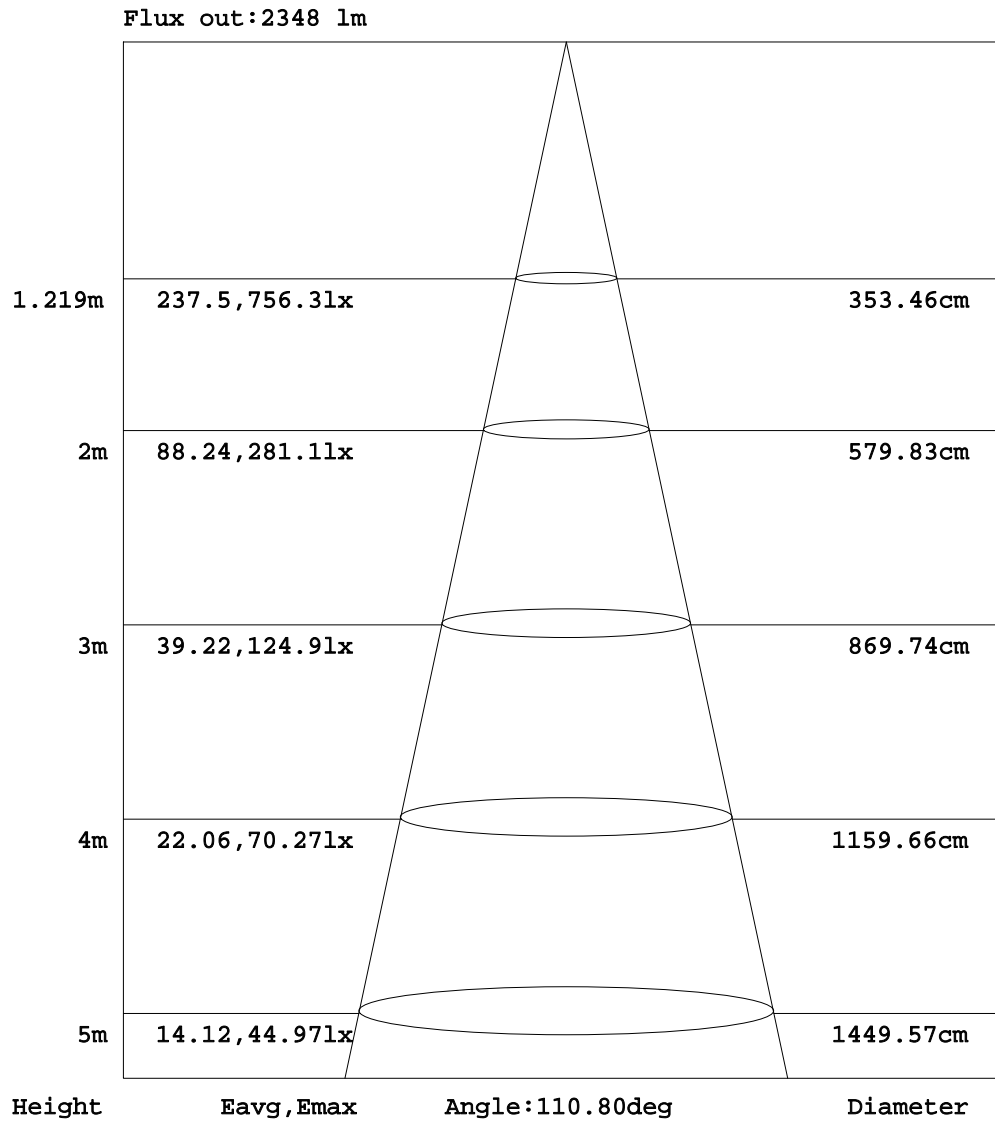 Flux out:2348 lm
1.219m 237.5,756.3lx 353.46cm
2m 88.24,281.1lx 579.83cm
3m 39.22,124.9lx 869.74cm
4m 22.06,70.27lx 1159.66cm
5m 14.12,44.97lx 1449.57cm
Height Eavg,Emax Angle:110.80deg Diameter